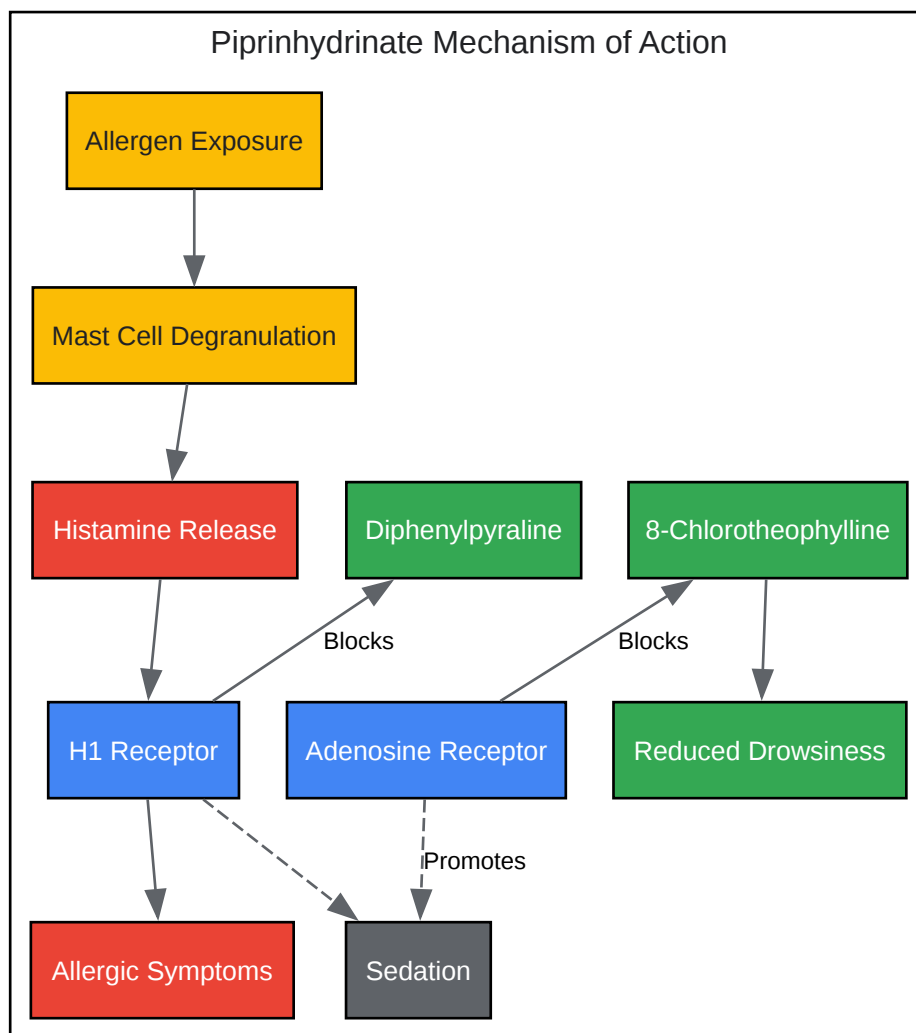 Piprinhydrinate Mechanism of Action
Allergen Exposure
Mast Cell Degranulation
Histamine Release
Diphenylpyraline
8-Chlorotheophylline
Blocks
Blocks
H1 Receptor
Adenosine Receptor
Reduced Drowsiness
Promotes
Allergic Symptoms
Sedation